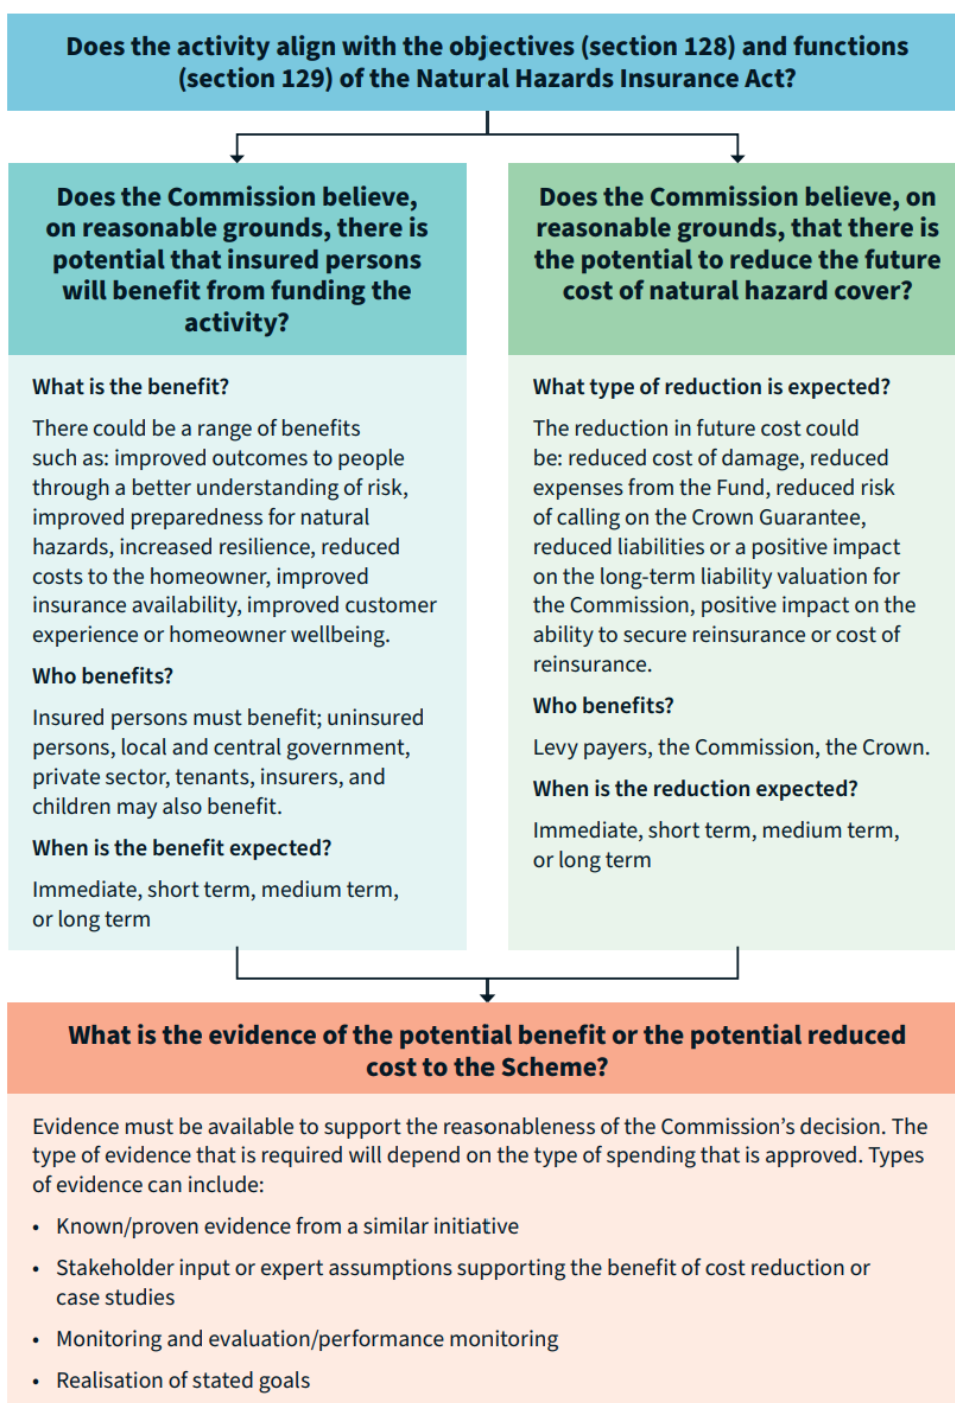 Does the activity align with the objectives (section 128) and functions
(section 129) of the Natural Hazards Insurance Act?
Does the Commission believe,
on reasonable grounds, there is
potential that insured persons
will benefit from funding the
activity?
What is the benefit?
There could be a range of benefits
such as: improved outcomes to people
through a better understanding of risk,
improved preparedness for natural
hazards, increased resilience, reduced
costs to the homeowner, improved
insurance availability, improved customer
experience or homeowner wellbeing.
Who benefits?
Insured persons must benefit; uninsured
persons, local and central government,
private sector, tenants, insurers, and
children may also benefit.
When is the benefit expected?
Immediate, short term, medium term,
or long term
Does the Commission believe, on
reasonable grounds, that there is
the potential to reduce the future
cost of natural hazard cover?
What type of reduction is expected?
The reduction in future cost could
be: reduced cost of damage, reduced
expenses from the Fund, reduced risk
of calling on the Crown Guarantee,
reduced liabilities or a positive impact
on the long-term liability valuation for
the Commission, positive impact on the
ability to secure reinsurance or cost of
reinsurance.
Who benefits?
Levy payers, the Commission, the Crown.
When is the reduction expected?
Immediate, short term, medium term,
or long term
What is the evidence of the potential benefit or the potential reduced
cost to the Scheme?
Evidence must be available to support the reasonableness of the Commission's decision. The
type of evidence that is required will depend on the type of spending that is approved. Types
of evidence can include:
• Known/proven evidence from a similar initiative
• Stakeholder input or expert assumptions supporting the benefit of cost reduction or
case studies
• Monitoring and evaluation/performance monitoring
• Realisation of stated goals